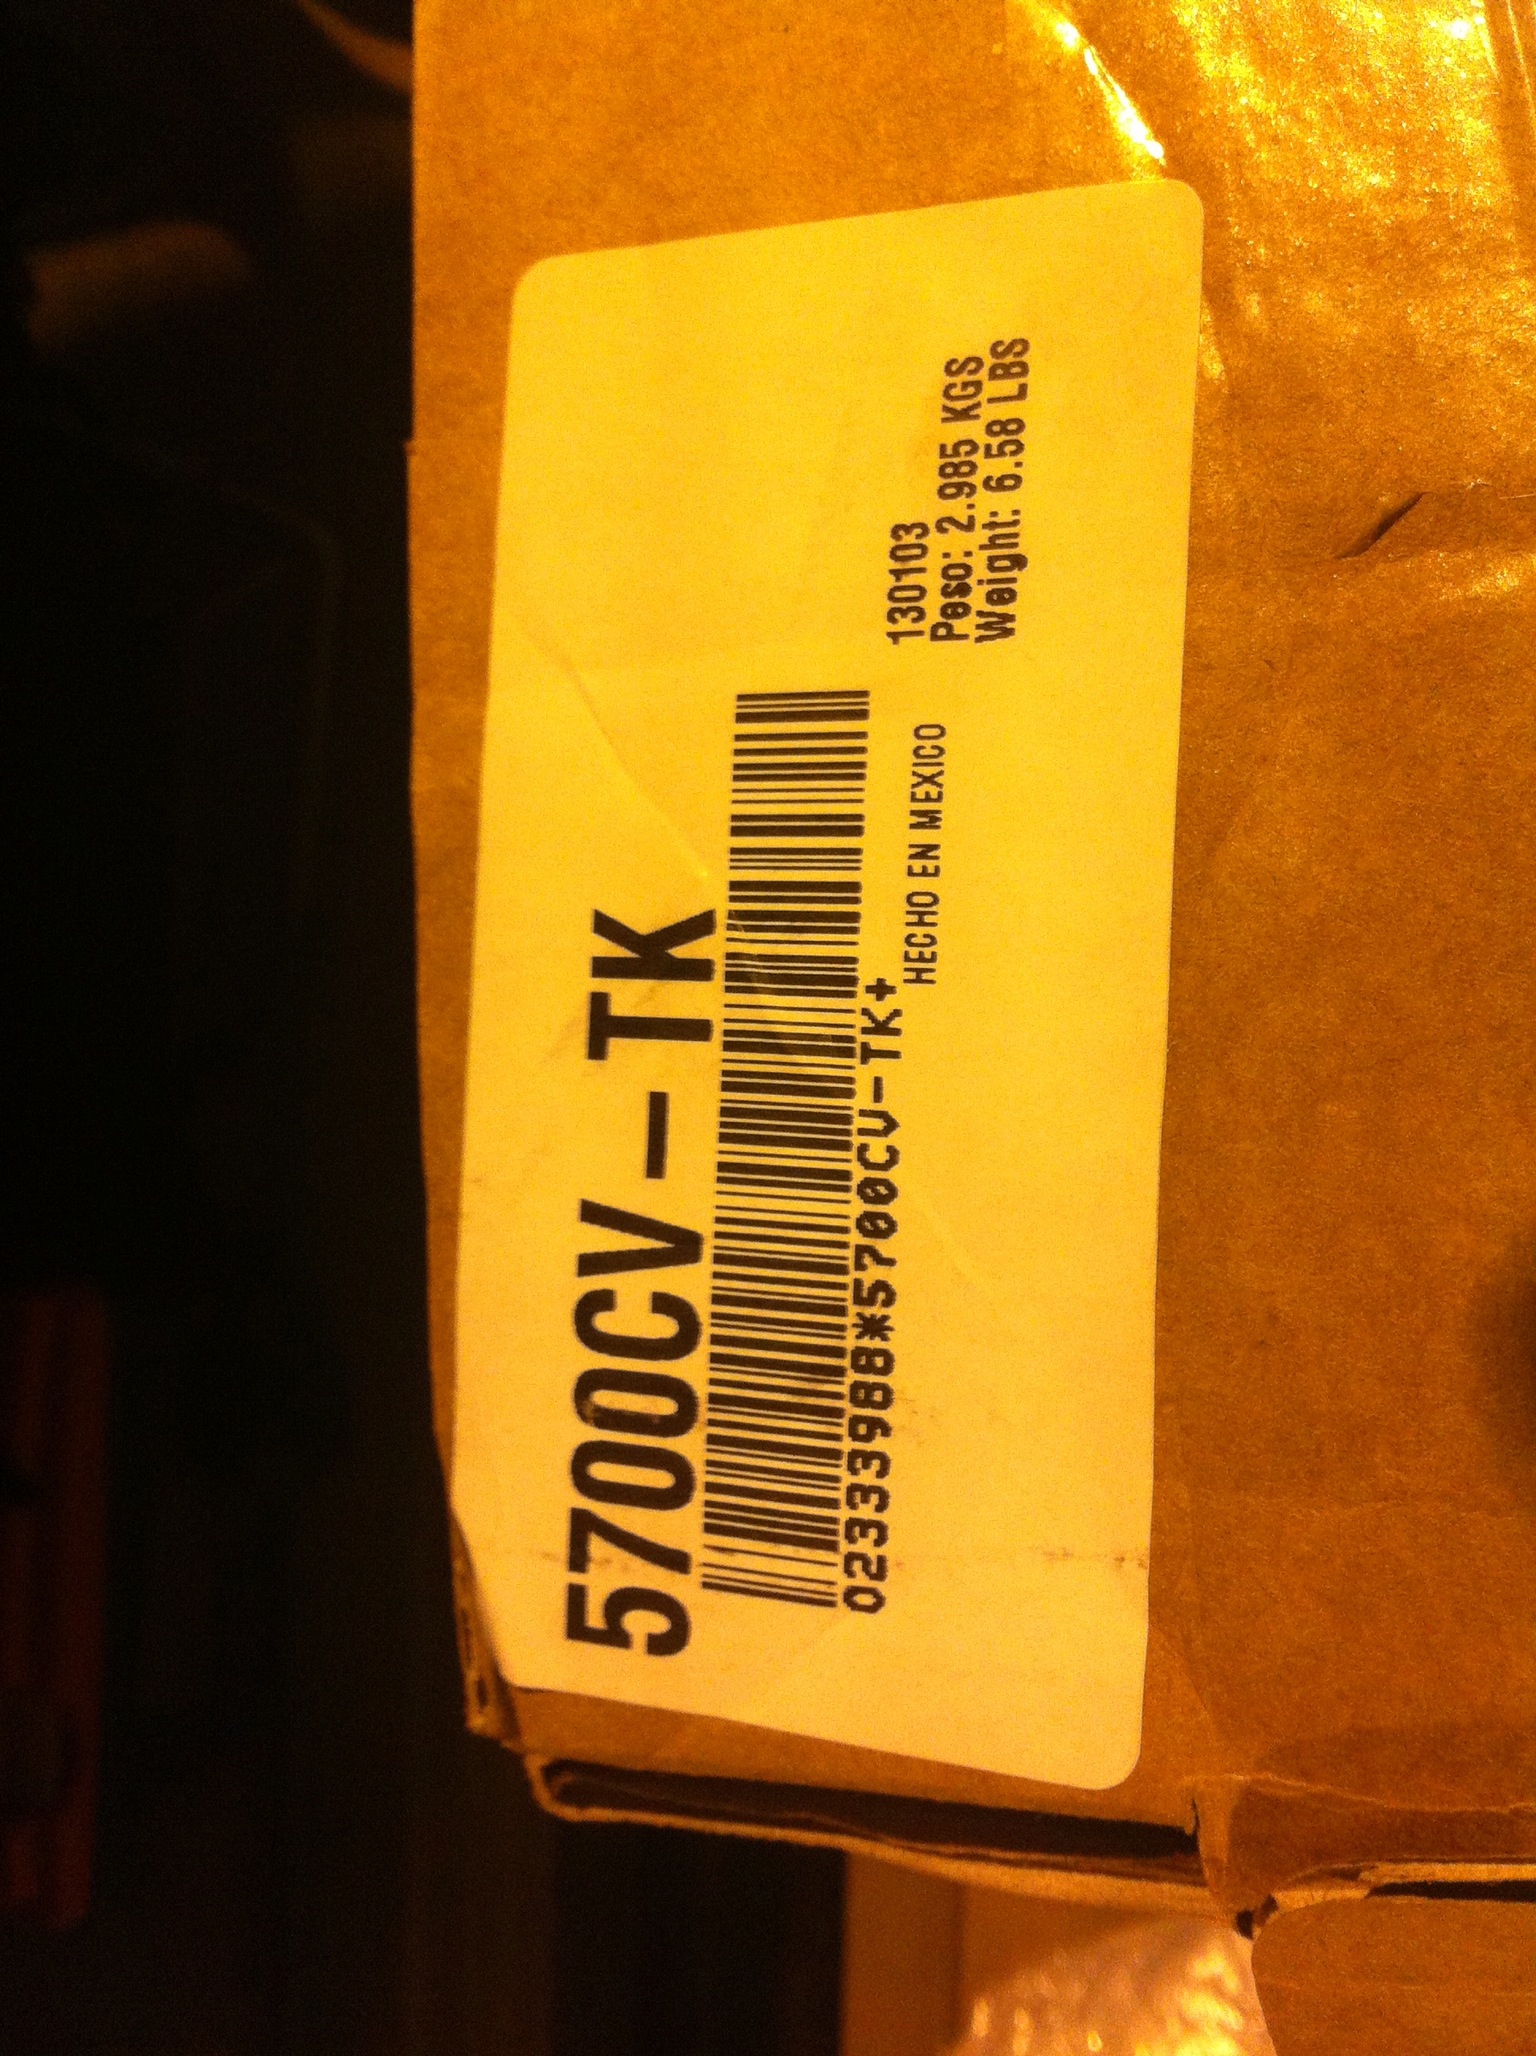 5700CV-TK
02333988*5700CV-TK+
HECHO EN MEXICO
130103
Peso: 2.985 KGS
Weight: 6.58 LBS